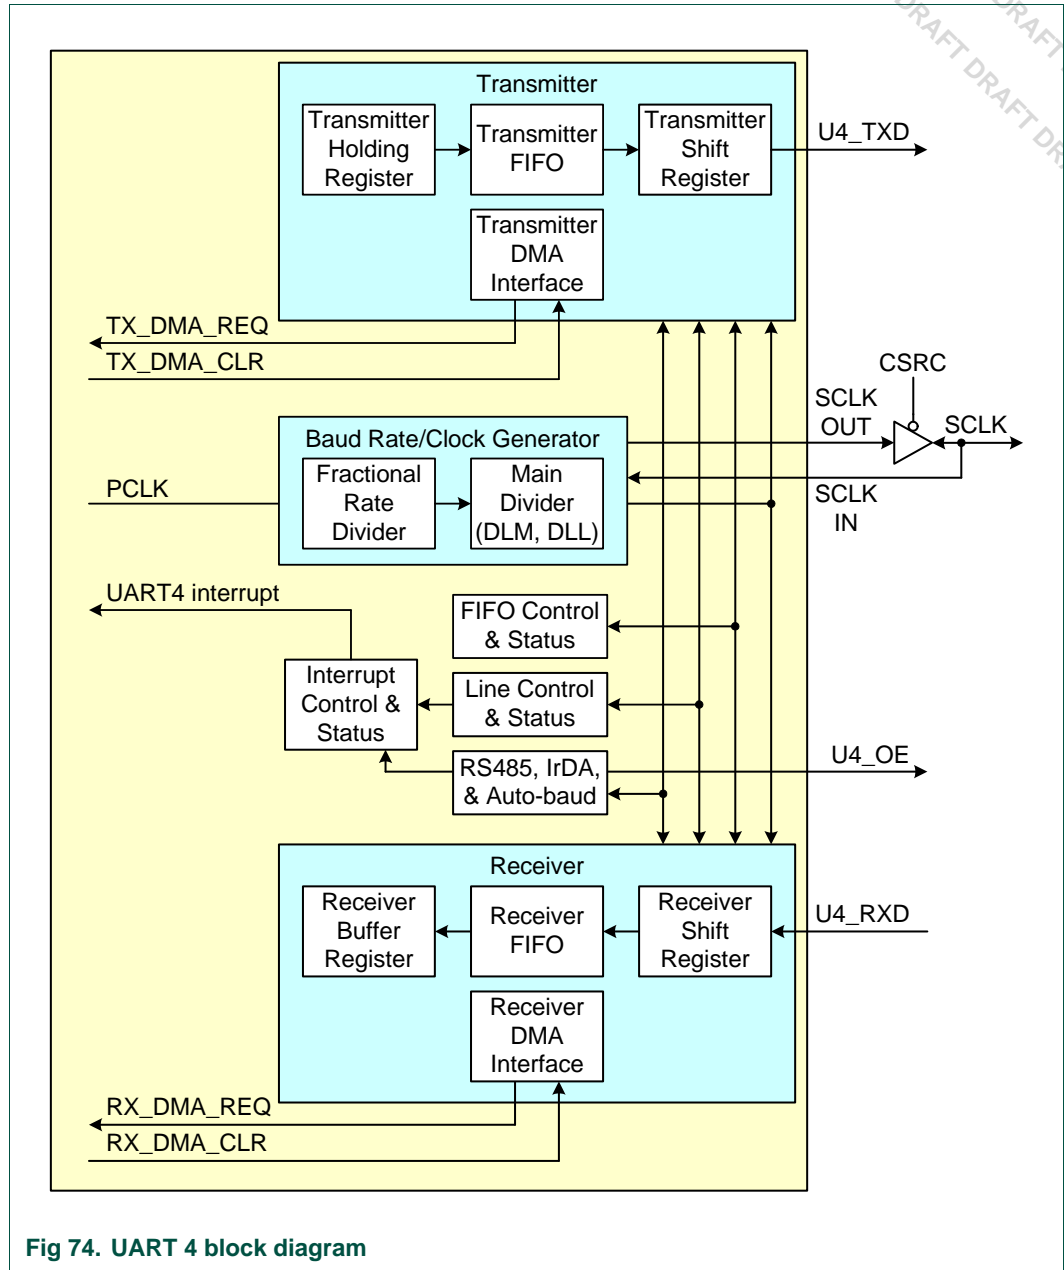 DRAFT
DRAFT DRAFT
Transmitter
Transmitter
Holding
Register
Transmitter
FIFO
Transmitter
Shift
Register
U4_TXD
Transmitter
DMA
Interface
TX_DMA_REQ
TX_DMA_CLR
CSRC
SCLK
OUT
SCLK
Baud Rate/Clock Generator
PCLK
Fractional
Rate
Divider
Main
Divider
(DLM, DLL)
SCLK
IN
UART4 interrupt
FIFO Control
& Status
Interrupt
Control &
Status
Line Control
& Status
RS485, IrDA,
& Auto-baud
U4_OE
Receiver
Receiver
Buffer
Register
Receiver
FIFO
Receiver
Shift
Register
U4_RXD
Receiver
DMA
Interface
RX_DMA_REQ
RX_DMA_CLR
Fig 74. UART 4 block diagram